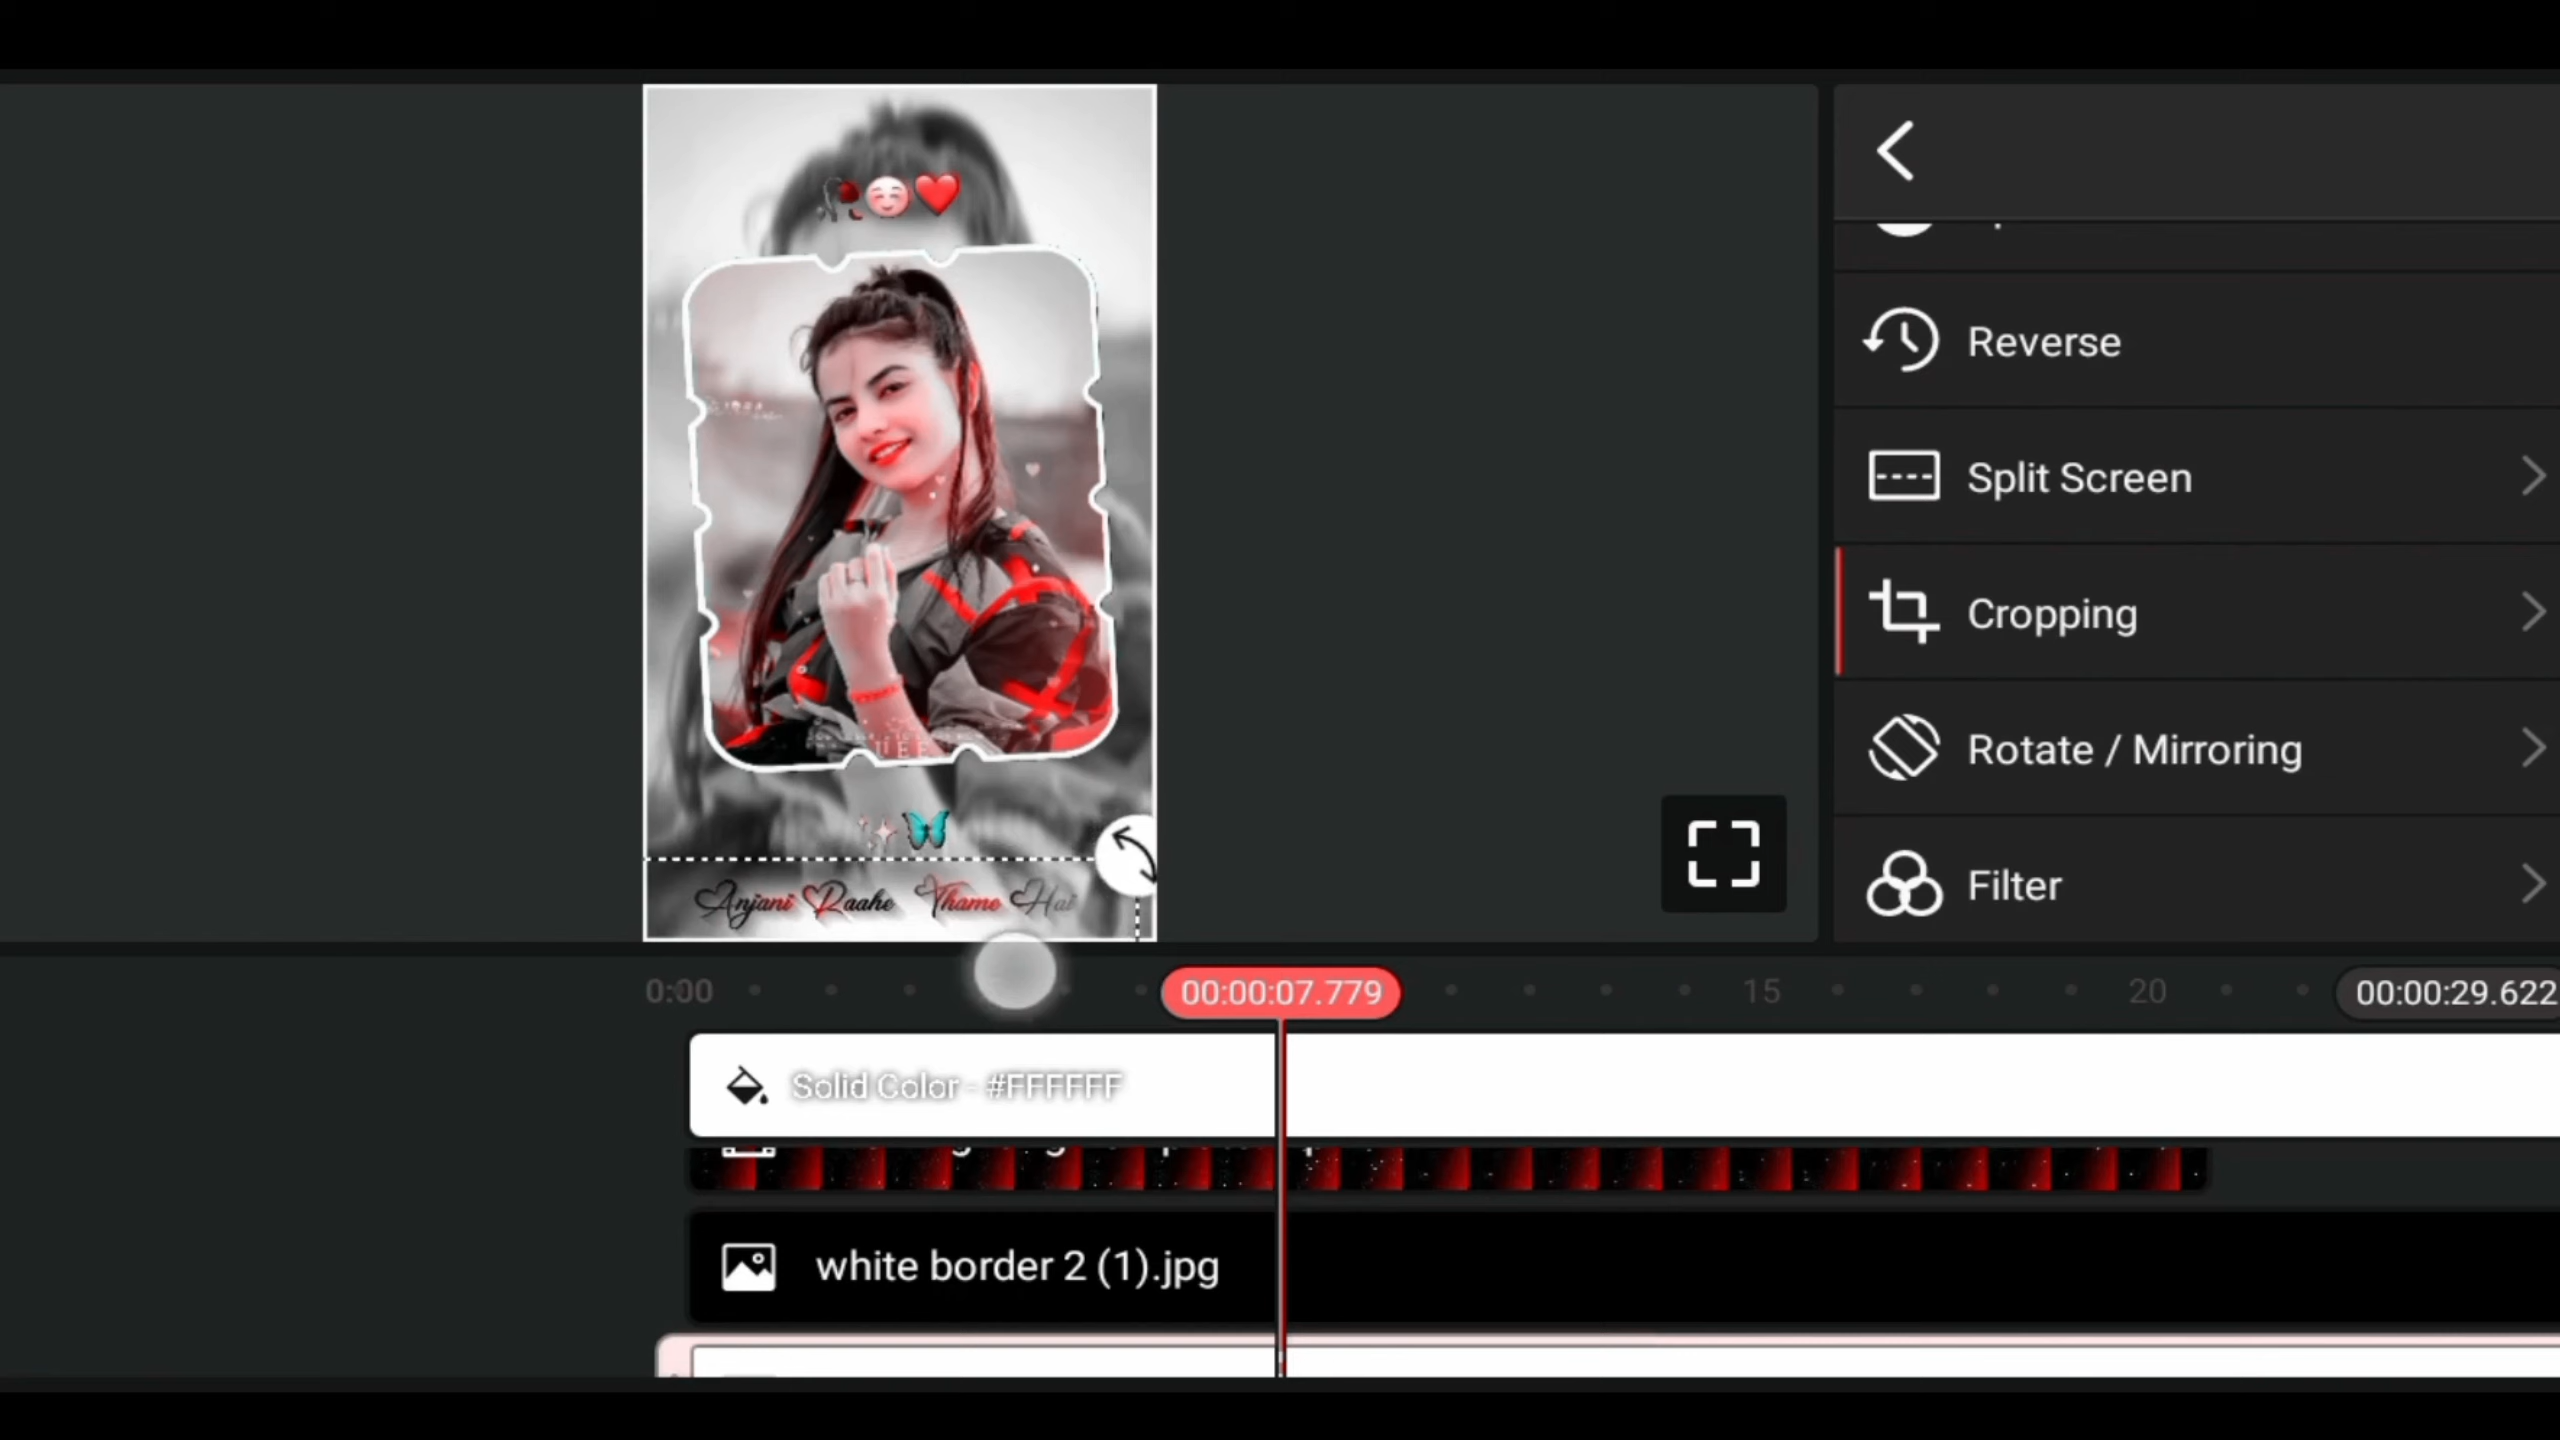 Reverse
Split Screen
Cropping
Rotate / Mirroring
Filter
Anjani Raahe Thame Hai
0:00
00:00:07.779
15
20
00:00:29.622
Solid Color - #FFFFFF
white border 2 (1).jpg